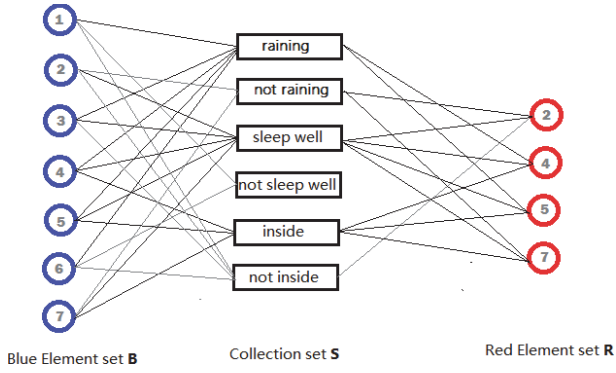 1
raining
2
not raining
3
2
sleep well
4
4
not sleep well
5
5
inside
6
7
not inside
7
Blue Element set B
Collection set S
Red Element set R